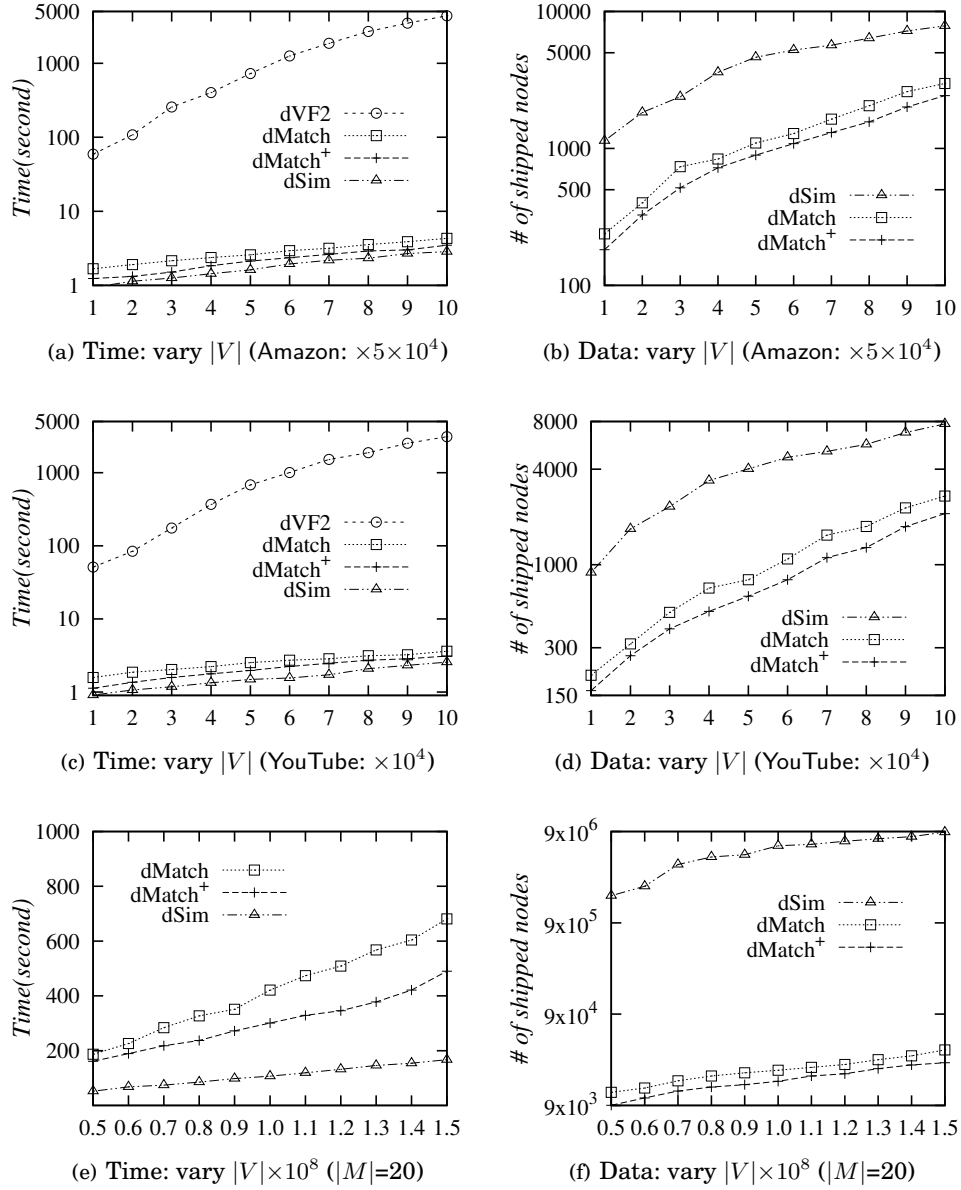 5000
1000
100
10
1
Time(second)
dVF2
dMatch
dMatch+
dSim
1 2 3 4 5 6 7 8 9 10
(a) Time: vary |V| (Amazon: ×5×10^4)
10000
5000
1000
500
100
# of shipped nodes
dSim
dMatch
dMatch+
1 2 3 4 5 6 7 8 9 10
(b) Data: vary |V| (Amazon: ×5×10^4)
5000
1000
100
10
1
Time(second)
dVF2
dMatch
dMatch+
dSim
1 2 3 4 5 6 7 8 9 10
(c) Time: vary |V| (YouTube: ×10^4)
8000
4000
1000
300
150
# of shipped nodes
dSim
dMatch
dMatch+
1 2 3 4 5 6 7 8 9 10
(d) Data: vary |V| (YouTube: ×10^4)
1000
800
600
400
200
Time(second)
dMatch
dMatch+
dSim
0.5 0.6 0.7 0.8 0.9 1.0 1.1 1.2 1.3 1.4 1.5
(e) Time: vary |V|×10^8 (|M|=20)
9x10^6
9x10^5
9x10^4
9x10^3
# of shipped nodes
dSim
dMatch
dMatch+
0.5 0.6 0.7 0.8 0.9 1.0 1.1 1.2 1.3 1.4 1.5
(f) Data: vary |V|×10^8 (|M|=20)